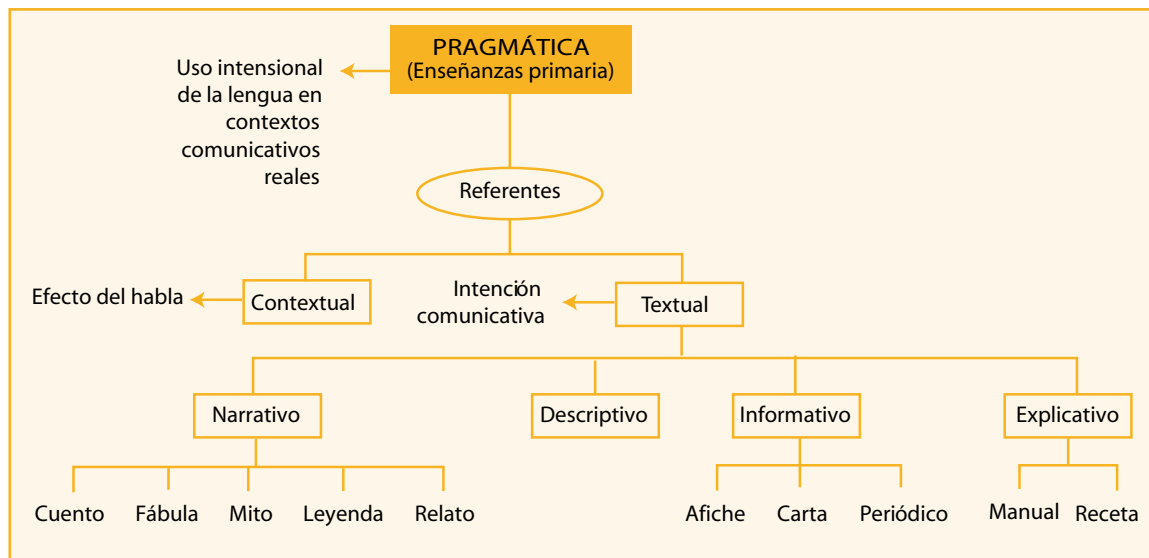 PRAGMÁTICA
(Enseñanzas primaria)
Uso intensional
de la lengua en
contextos
comunicativos
reales
Referentes
Efecto del habla
Contextual
Intención
comunicativa
Textual
Narrativo
Descriptivo
Informativo
Explicativo
Cuento
Fábula
Mito
Leyenda
Relato
Afiche
Carta
Periódico
Manual
Receta